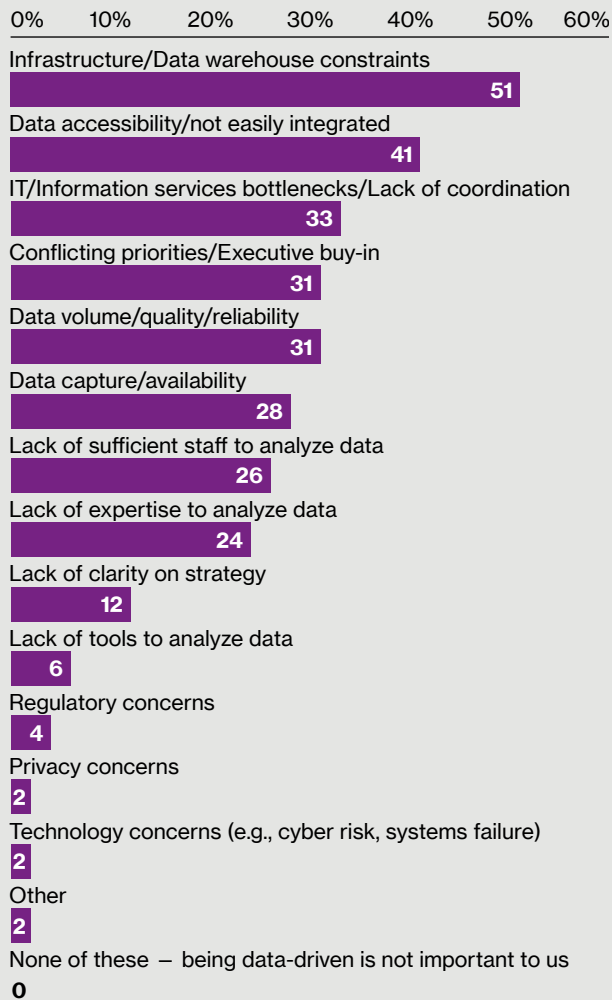 0% 10% 20% 30% 40% 50% 60%
Infrastructure/Data warehouse constraints
51
Data accessibility/not easily integrated
41
IT/Information services bottlenecks/Lack of coordination
33
Conflicting priorities/Executive buy-in
31
Data volume/quality/reliability
31
Data capture/availability
28
Lack of sufficient staff to analyze data
26
Lack of expertise to analyze data
24
Lack of clarity on strategy
12
Lack of tools to analyze data
6
Regulatory concerns
4
Privacy concerns
2
Technology concerns (e.g., cyber risk, systems failure)
2
Other
2
None of these – being data-driven is not important to us
0